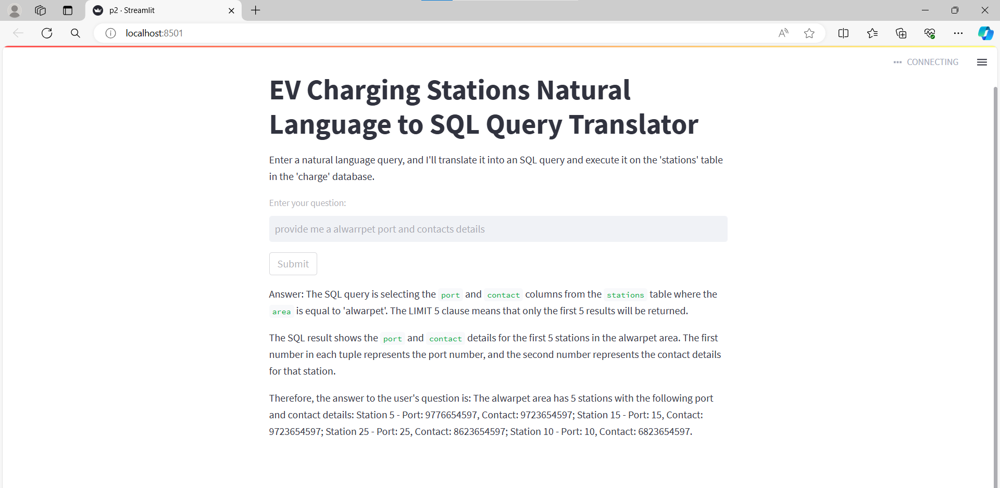 p2 · Streamlit
localhost:8501
CONNECTING
EV Charging Stations Natural
Language to SQL Query Translator
Enter a natural language query, and I'll translate it into an SQL query and execute it on the 'stations' table
in the 'charge' database.
Enter your question:
provide me a alwarrpet port and contacts details
Submit
Answer: The SQL query is selecting the port and contact columns from the stations table where the
area is equal to 'alwarpet'. The LIMIT 5 clause means that only the first 5 results will be returned.
The SQL result shows the port and contact details for the first 5 stations in the alwarpet area. The first
number in each tuple represents the port number, and the second number represents the contact details
for that station.
Therefore, the answer to the user's question is: The alwarpet area has 5 stations with the following port
and contact details: Station 5 - Port: 9776654597, Contact: 9723654597; Station 15 - Port: 15, Contact:
9723654597; Station 25 - Port: 25, Contact: 8623654597; Station 10 - Port: 10, Contact: 6823654597.